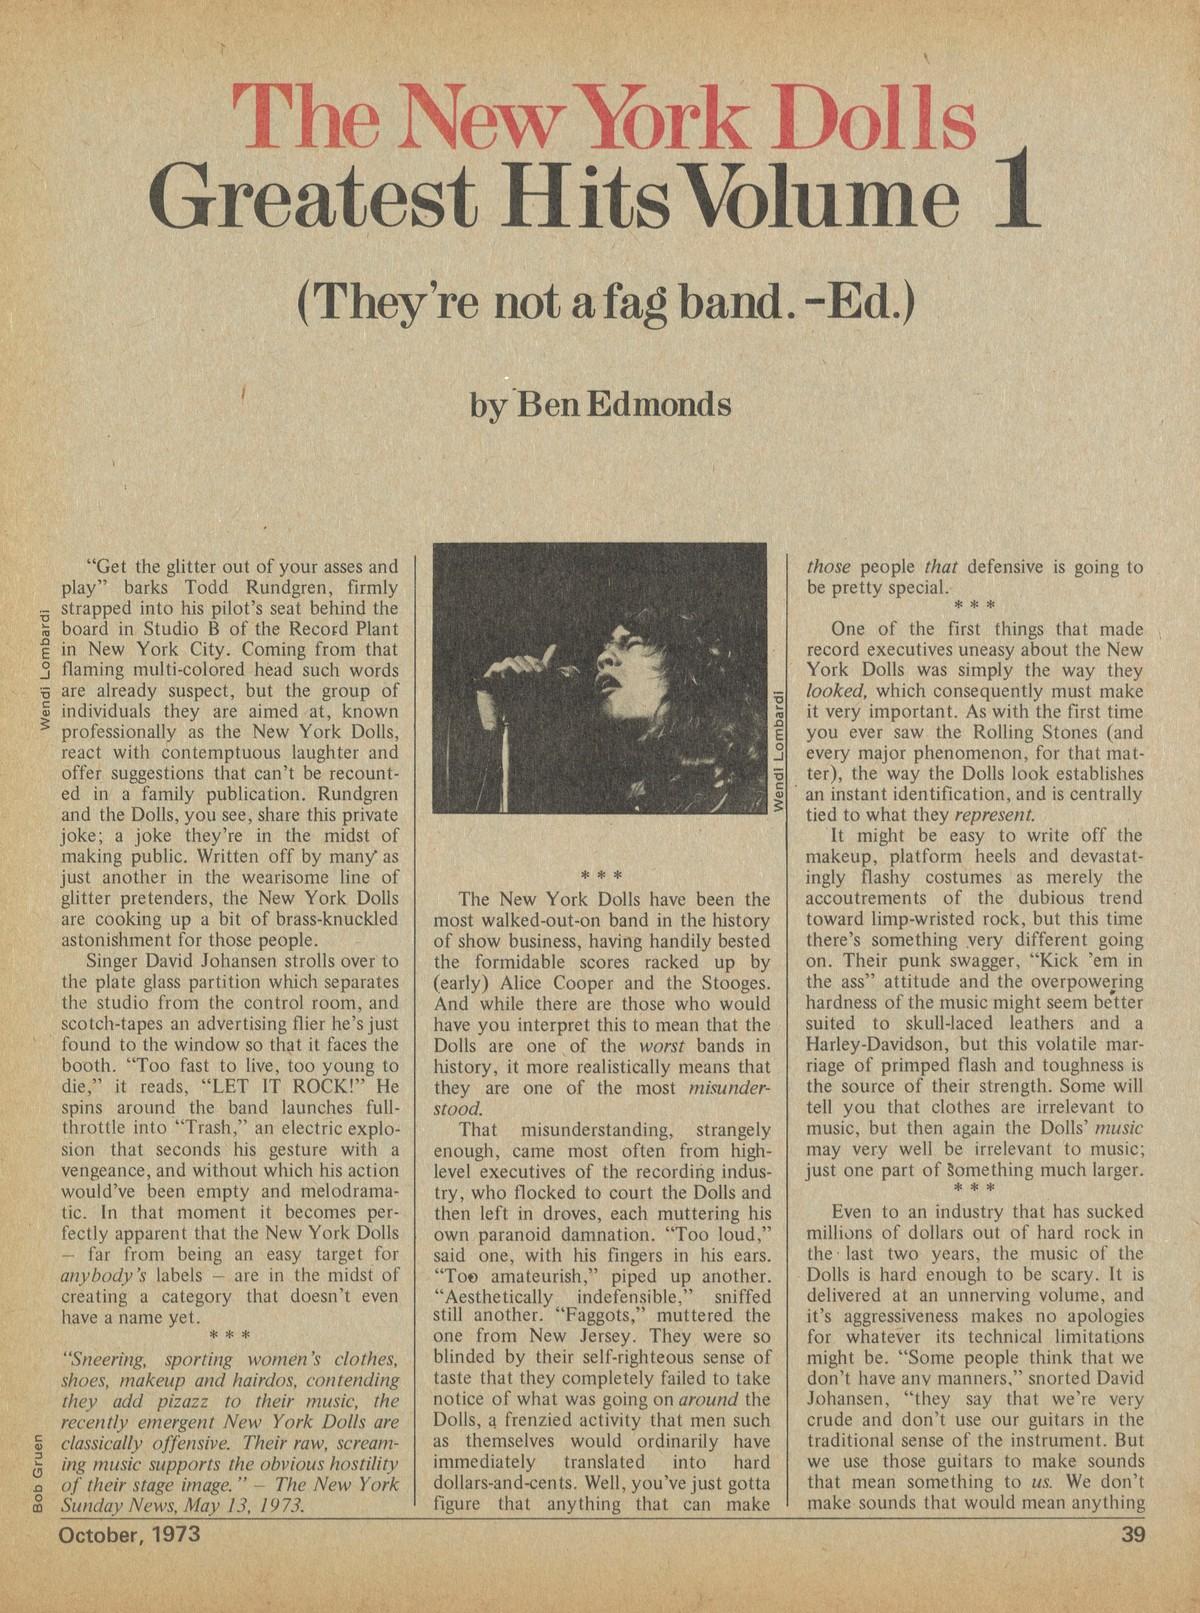 The New York Dolls
Greatest Hits Volume 1
(They're not a fag band. –Ed.)
by Ben Edmonds
Wendi Lombardi
Bob Gruen
"Get the glitter out of your asses and
play" barks Todd Rundgren, firmly
strapped into his pilot's seat behind the
board in Studio B of the Record Plant
in New York City. Coming from that
flaming multi-colored head such words
are already suspect, but the group of
individuals they are aimed at, known
professionally as the New York Dolls,
react with contemptuous laughter and
offer suggestions that can't be recount-
ed in a family publication. Rundgren
and the Dolls, you see, share this private
joke; a joke they're in the midst of
making public. Written off by many as
just another in the wearisome line of
glitter pretenders, the New York Dolls
are cooking up a bit of brass-knuckled
astonishment for those people.
Singer David Johansen strolls over to
the plate glass partition which separates
the studio from the control room, and
scotch-tapes an advertising flier he's just
found to the window so that it faces the
booth. "Too fast to live, too young to
die," it reads, "LET IT ROCK!" He
spins around the band launches full-
throttle into "Trash," an electric explo-
sion that seconds his gesture with a
vengeance, and without which his action
would've been empty and melodrama-
tic. In that moment it becomes per-
fectly apparent that the New York Dolls
— far from being an easy target for
anybody's labels — are in the midst of
creating a category that doesn't even
have a name yet.
* * *
"Sneering, sporting women's clothes,
shoes, makeup and hairdos, contending
they add pizazz to their music, the
recently emergent New York Dolls are
classically offensive. Their raw, scream-
ing music supports the obvious hostility
of their stage image." — The New York
Sunday News, May 13, 1973.
Wendi Lombardi
* * *
The New York Dolls have been the
most walked-out-on band in the history
of show business, having handily bested
the formidable scores racked up by
(early) Alice Cooper and the Stooges.
And while there are those who would
have you interpret this to mean that the
Dolls are one of the worst bands in
history, it more realistically means that
they are one of the most misunder-
stood.
That misunderstanding, strangely
enough, came most often from high-
level executives of the recording indus-
try, who flocked to court the Dolls and
then left in droves, each muttering his
own paranoid damnation. "Too loud,"
said one, with his fingers in his ears.
"Too amateurish," piped up another.
"Aesthetically indefensible," sniffed
still another. "Faggots," muttered the
one from New Jersey. They were so
blinded by their self-righteous sense of
taste that they completely failed to take
notice of what was going on around the
Dolls, a frenzied activity that men such
as themselves would ordinarily have
immediately translated into hard
dollars-and-cents. Well, you've just gotta
figure that anything that can make
those people that defensive is going to
be pretty special.
* * *
One of the first things that made
record executives uneasy about the New
York Dolls was simply the way they
looked, which consequently must make
it very important. As with the first time
you ever saw the Rolling Stones (and
every major phenomenon, for that mat-
ter), the way the Dolls look establishes
an instant identification, and is centrally
tied to what they represent.
It might be easy to write off the
makeup, platform heels and devastat-
ingly flashy costumes as merely the
accoutrements of the dubious trend
toward limp-wristed rock, but this time
there's something very different going
on. Their punk swagger, "Kick 'em in
the ass" attitude and the overpowering
hardness of the music might seem better
suited to skull-laced leathers and a
Harley-Davidson, but this volatile mar-
riage of primped flash and toughness is
the source of their strength. Some will
tell you that clothes are irrelevant to
music, but then again the Dolls' music
may very well be irrelevant to music;
just one part of Something much larger.
* * *
Even to an industry that has sucked
millions of dollars out of hard rock in
the last two years, the music of the
Dolls is hard enough to be scary. It is
delivered at an unnerving volume, and
it's aggressiveness makes no apologies
for whatever its technical limitations
might be. "Some people think that we
don't have any manners," snorted David
Johansen, "they say that we're very
crude and don't use our guitars in the
traditional sense of the instrument. But
we use those guitars to make sounds
that mean something to us. We don't
make sounds that would mean anything
October, 1973
39